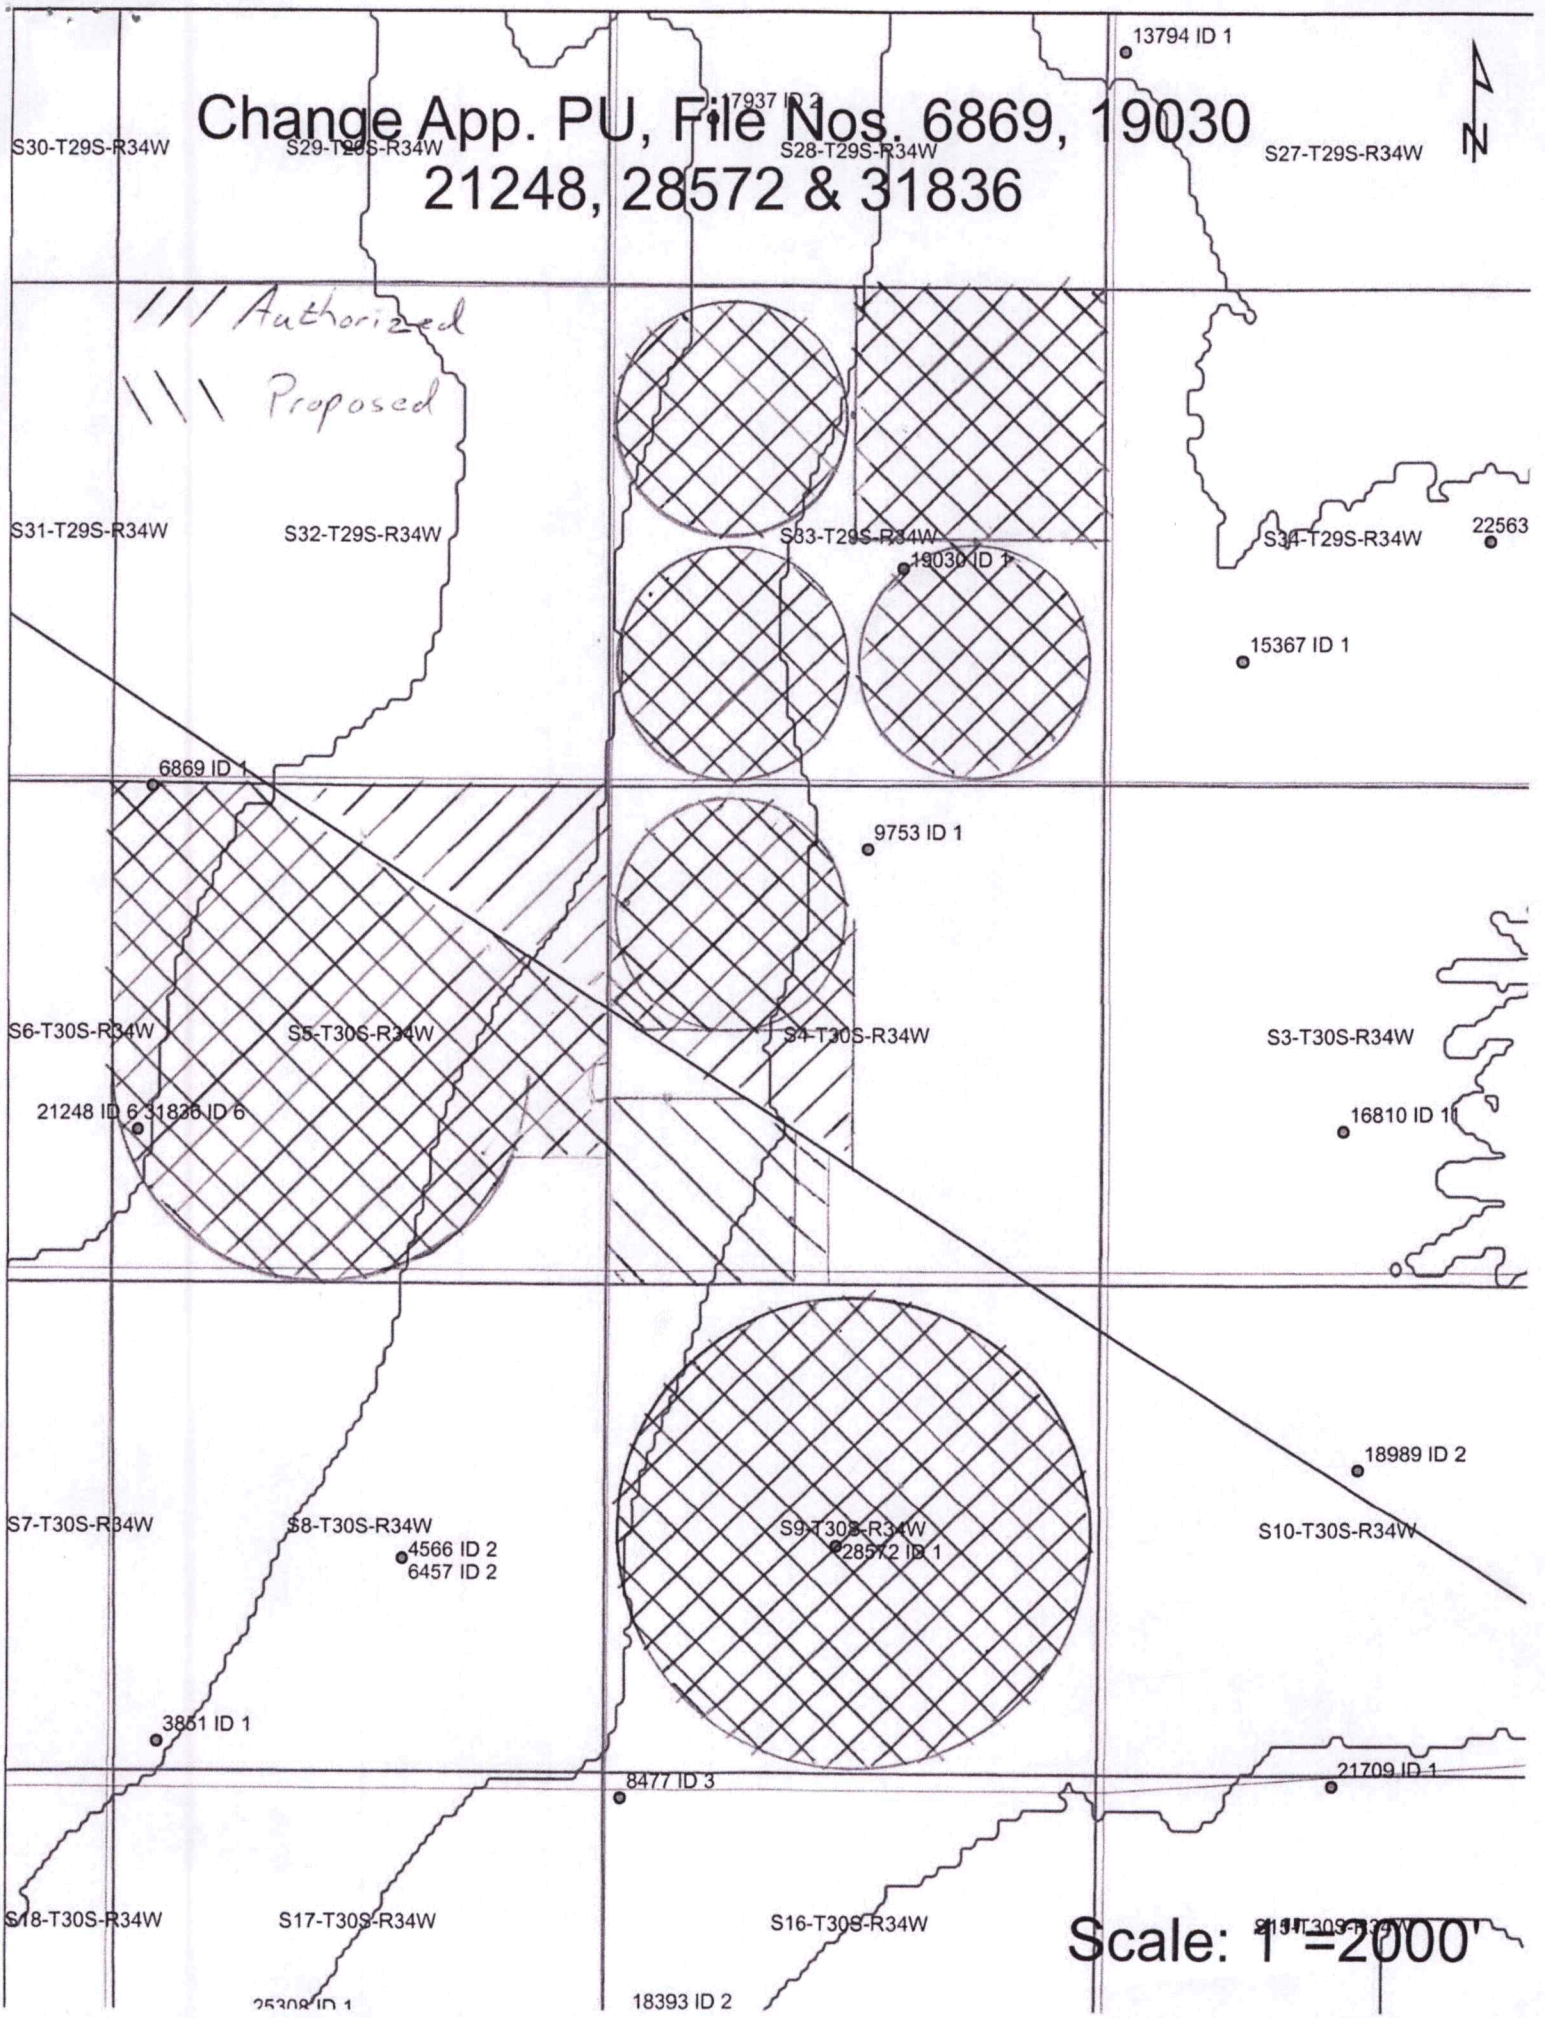 13794 ID 1
17937 ID 2
Change App. PU, File Nos. 6869, 19030
S30-T29S-R34W S29-T29S-R34W S28-T29S-R34W S27-T29S-R34W N
21248, 28572 & 31836
/// Authorized
\\\ Proposed
S31-T29S-R34W S32-T29S-R34W S33-T29S-R34W S34-T29S-R34W 22563
19030 ID 1
15367 ID 1
6869 ID 1
9753 ID 1
S6-T30S-R34W S5-T30S-R34W S4-T30S-R34W S3-T30S-R34W
21248 ID 6 31836 ID 6 16810 ID 11
18989 ID 2
S7-T30S-R34W S8-T30S-R34W S9-T30S-R34W S10-T30S-R34W
4566 ID 2 28572 ID 1
6457 ID 2
3851 ID 1
8477 ID 3 21709 ID 1
S18-T30S-R34W S17-T30S-R34W S16-T30S-R34W S15-T30S-R34W
Scale: 1"=2000'
25308 ID 1 18393 ID 2